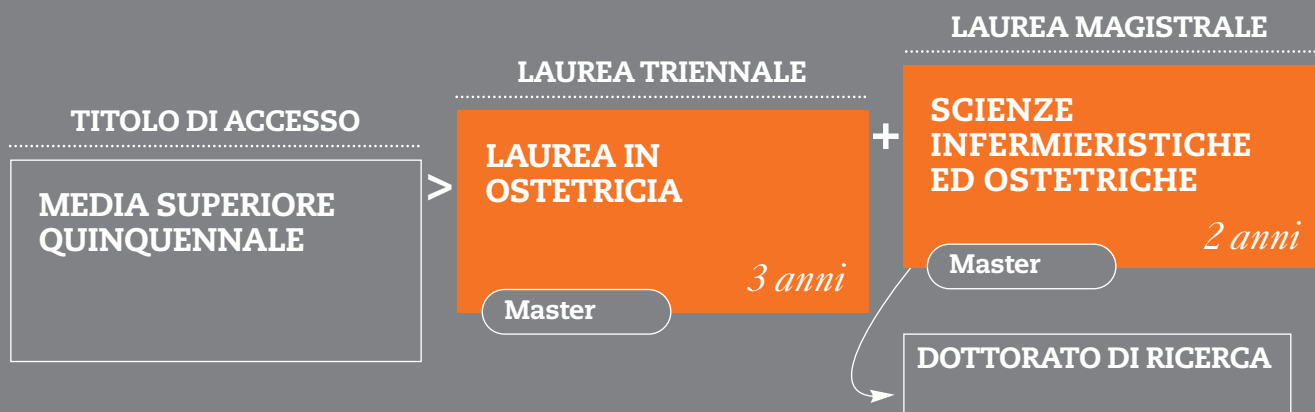 TITOLO DI ACCESSO
MEDIA SUPERIORE
QUINQUENNALE
>
LAUREA TRIENNALE
LAUREA IN
OSTETRICIA
3 anni
Master
+
LAUREA MAGISTRALE
SCIENZE
INFERMIERISTICHE
ED OSTETRICHE
2 anni
Master
DOTTORATO DI RICERCA